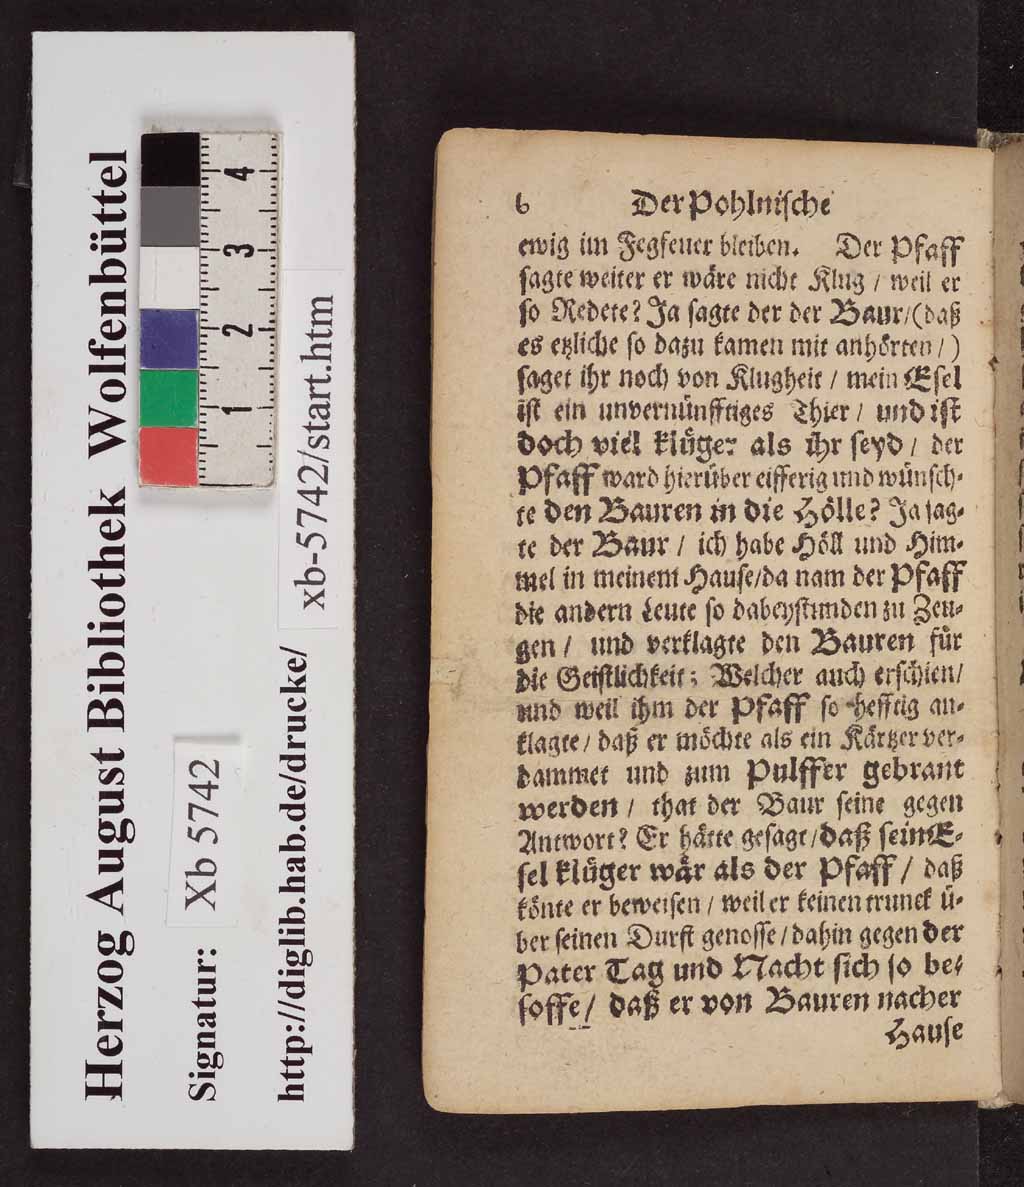 Herzog August Bibliothek Wolfenbüttel
Signatur: Xb 5742
http://diglib.hab.de/drucke/ xb-5742/start.htm
1 2 3 4
6 Der Pohlnische
ewig im Fegfeuer bleiben. Der Pfaff
sagte weiter er wäre nicht Klug / weil er
so Redete? Ja sagte der der Baur/(daß
es etzliche so dazu kamen mit anhörten/)
saget ihr noch von Klugheit / mein Esel
ist ein unvernünfftiges Thier / und ist
doch viel klüger als ihr seyd / der
Pfaff ward hierüber eifferig und wünsch-
te den Bauren in die Hölle? Ja sag-
te der Baur / ich habe Höll und Him-
mel in meinem Hause/da nam der Pfaff
die andern Leute so dabeystunden zu Zeu-
gen / und verklagte den Bauren für
die Geistlichkeit; Welcher auch erschien/
und weil ihm der Pfaff so hefftig an-
klagte / daß er möchte als ein Kärtzer ver-
dammet und zum Pulffer gebrant
werden / that der Baur seine gegen
Antwort? Er hätte gesagt/daß sein E-
sel klüger wär als der Pfaff / daß
könte er beweisen / weil er keinen trunck ü-
ber seinen Durst genosse / dahin gegen der
Pater Tag und Nacht sich so be-
soffe / daß er von Bauren nacher
Hause